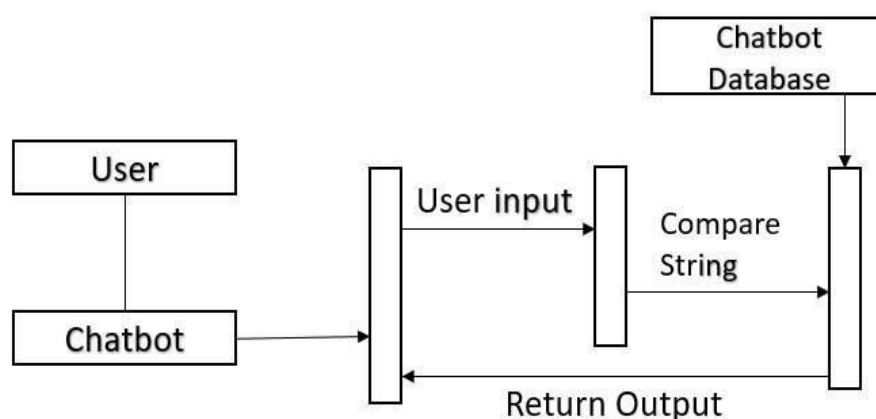 Chatbot
Database
User
User input
Compare
String
Chatbot
Return Output